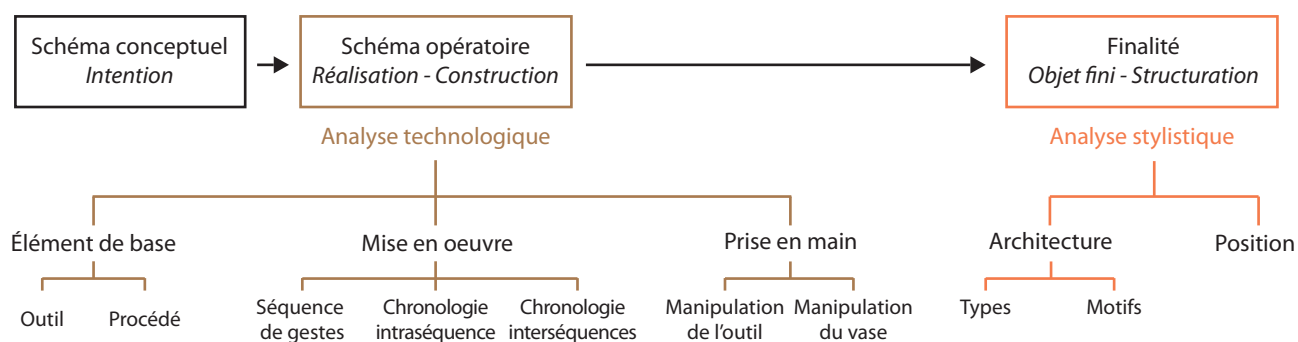 Schéma conceptuel
Intention
Schéma opératoire
Réalisation - Construction
Finalité
Objet fini - Structuration
Analyse technologique
Analyse stylistique
Élément de base
Mise en oeuvre
Prise en main
Architecture
Position
Outil
Procédé
Séquence
de gestes
Chronologie
intraséquence
Chronologie
interséquences
Manipulation
de l'outil
Manipulation
du vase
Types
Motifs